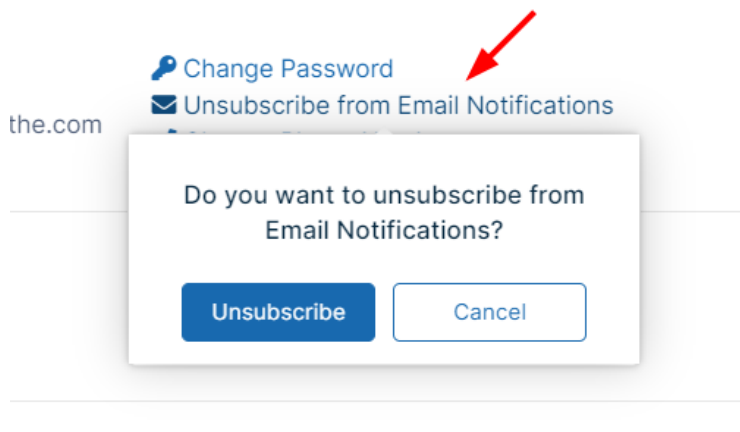 Change Password
Unsubscribe from Email Notifications
the.com
Do you want to unsubscribe from
Email Notifications?
Unsubscribe
Cancel